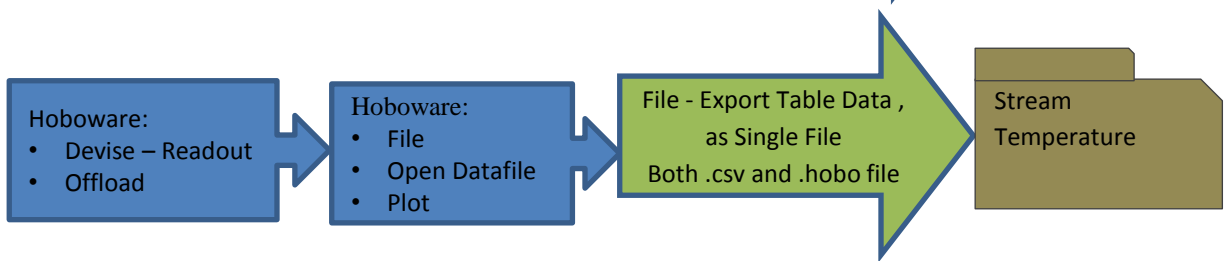 Hoboware:
• Devise – Readout
• Offload
Hoboware:
• File
• Open Datafile
• Plot
File - Export Table Data ,
as Single File
Both .csv and .hobo file
Stream
Temperature